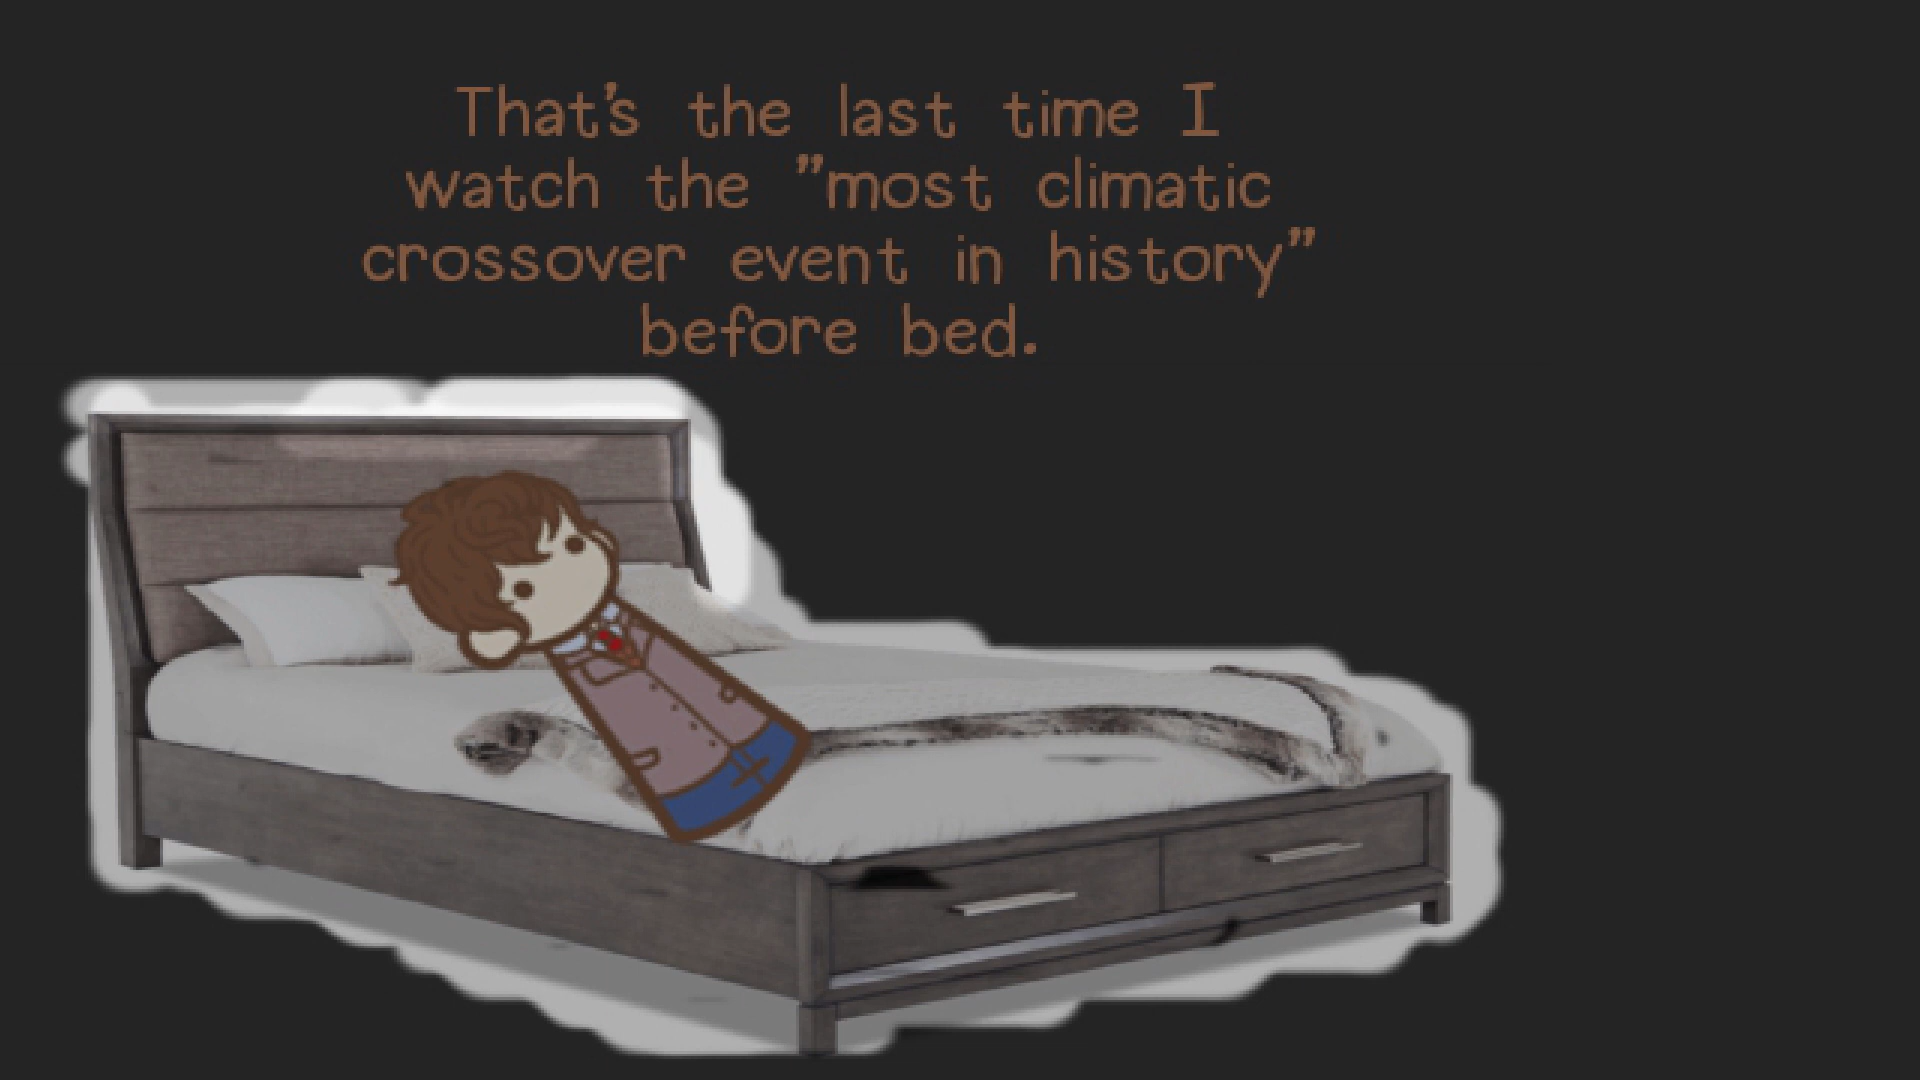 That's the last time I
watch the "most climatic
crossover event in history"
before bed.